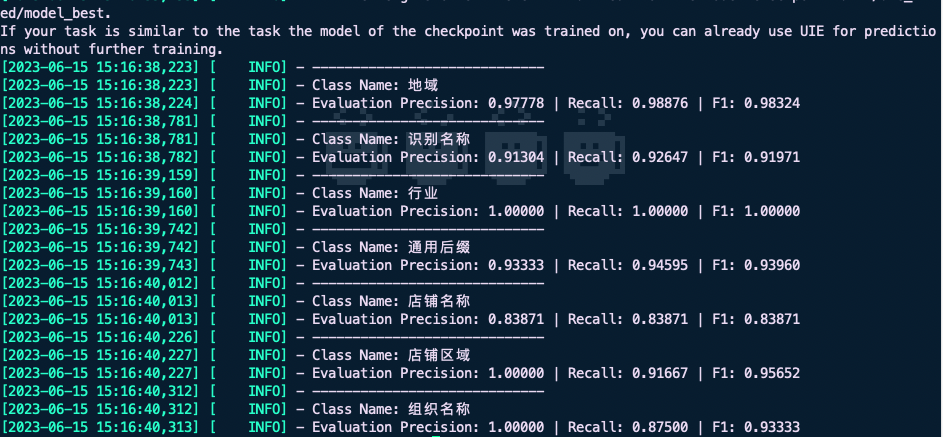 ed/model_best.
If your task is similar to the task the model of the checkpoint was trained on, you can already use UIE for predictio
ns without further training.
[2023-06-15 15:16:38,223] [    INFO] - -----------------------------
[2023-06-15 15:16:38,223] [    INFO] - Class Name: 地域
[2023-06-15 15:16:38,224] [    INFO] - Evaluation Precision: 0.97778 | Recall: 0.98876 | F1: 0.98324
[2023-06-15 15:16:38,781] [    INFO] - -----------------------------
[2023-06-15 15:16:38,781] [    INFO] - Class Name: 识别名称
[2023-06-15 15:16:38,782] [    INFO] - Evaluation Precision: 0.91304 | Recall: 0.92647 | F1: 0.91971
[2023-06-15 15:16:39,159] [    INFO] - -----------------------------
[2023-06-15 15:16:39,160] [    INFO] - Class Name: 行业
[2023-06-15 15:16:39,160] [    INFO] - Evaluation Precision: 1.00000 | Recall: 1.00000 | F1: 1.00000
[2023-06-15 15:16:39,742] [    INFO] - -----------------------------
[2023-06-15 15:16:39,742] [    INFO] - Class Name: 通用后缀
[2023-06-15 15:16:39,743] [    INFO] - Evaluation Precision: 0.93333 | Recall: 0.94595 | F1: 0.93960
[2023-06-15 15:16:40,012] [    INFO] - -----------------------------
[2023-06-15 15:16:40,013] [    INFO] - Class Name: 店铺名称
[2023-06-15 15:16:40,013] [    INFO] - Evaluation Precision: 0.83871 | Recall: 0.83871 | F1: 0.83871
[2023-06-15 15:16:40,226] [    INFO] - -----------------------------
[2023-06-15 15:16:40,227] [    INFO] - Class Name: 店铺区域
[2023-06-15 15:16:40,227] [    INFO] - Evaluation Precision: 1.00000 | Recall: 0.91667 | F1: 0.95652
[2023-06-15 15:16:40,312] [    INFO] - -----------------------------
[2023-06-15 15:16:40,312] [    INFO] - Class Name: 组织名称
[2023-06-15 15:16:40,313] [    INFO] - Evaluation Precision: 1.00000 | Recall: 0.87500 | F1: 0.93333